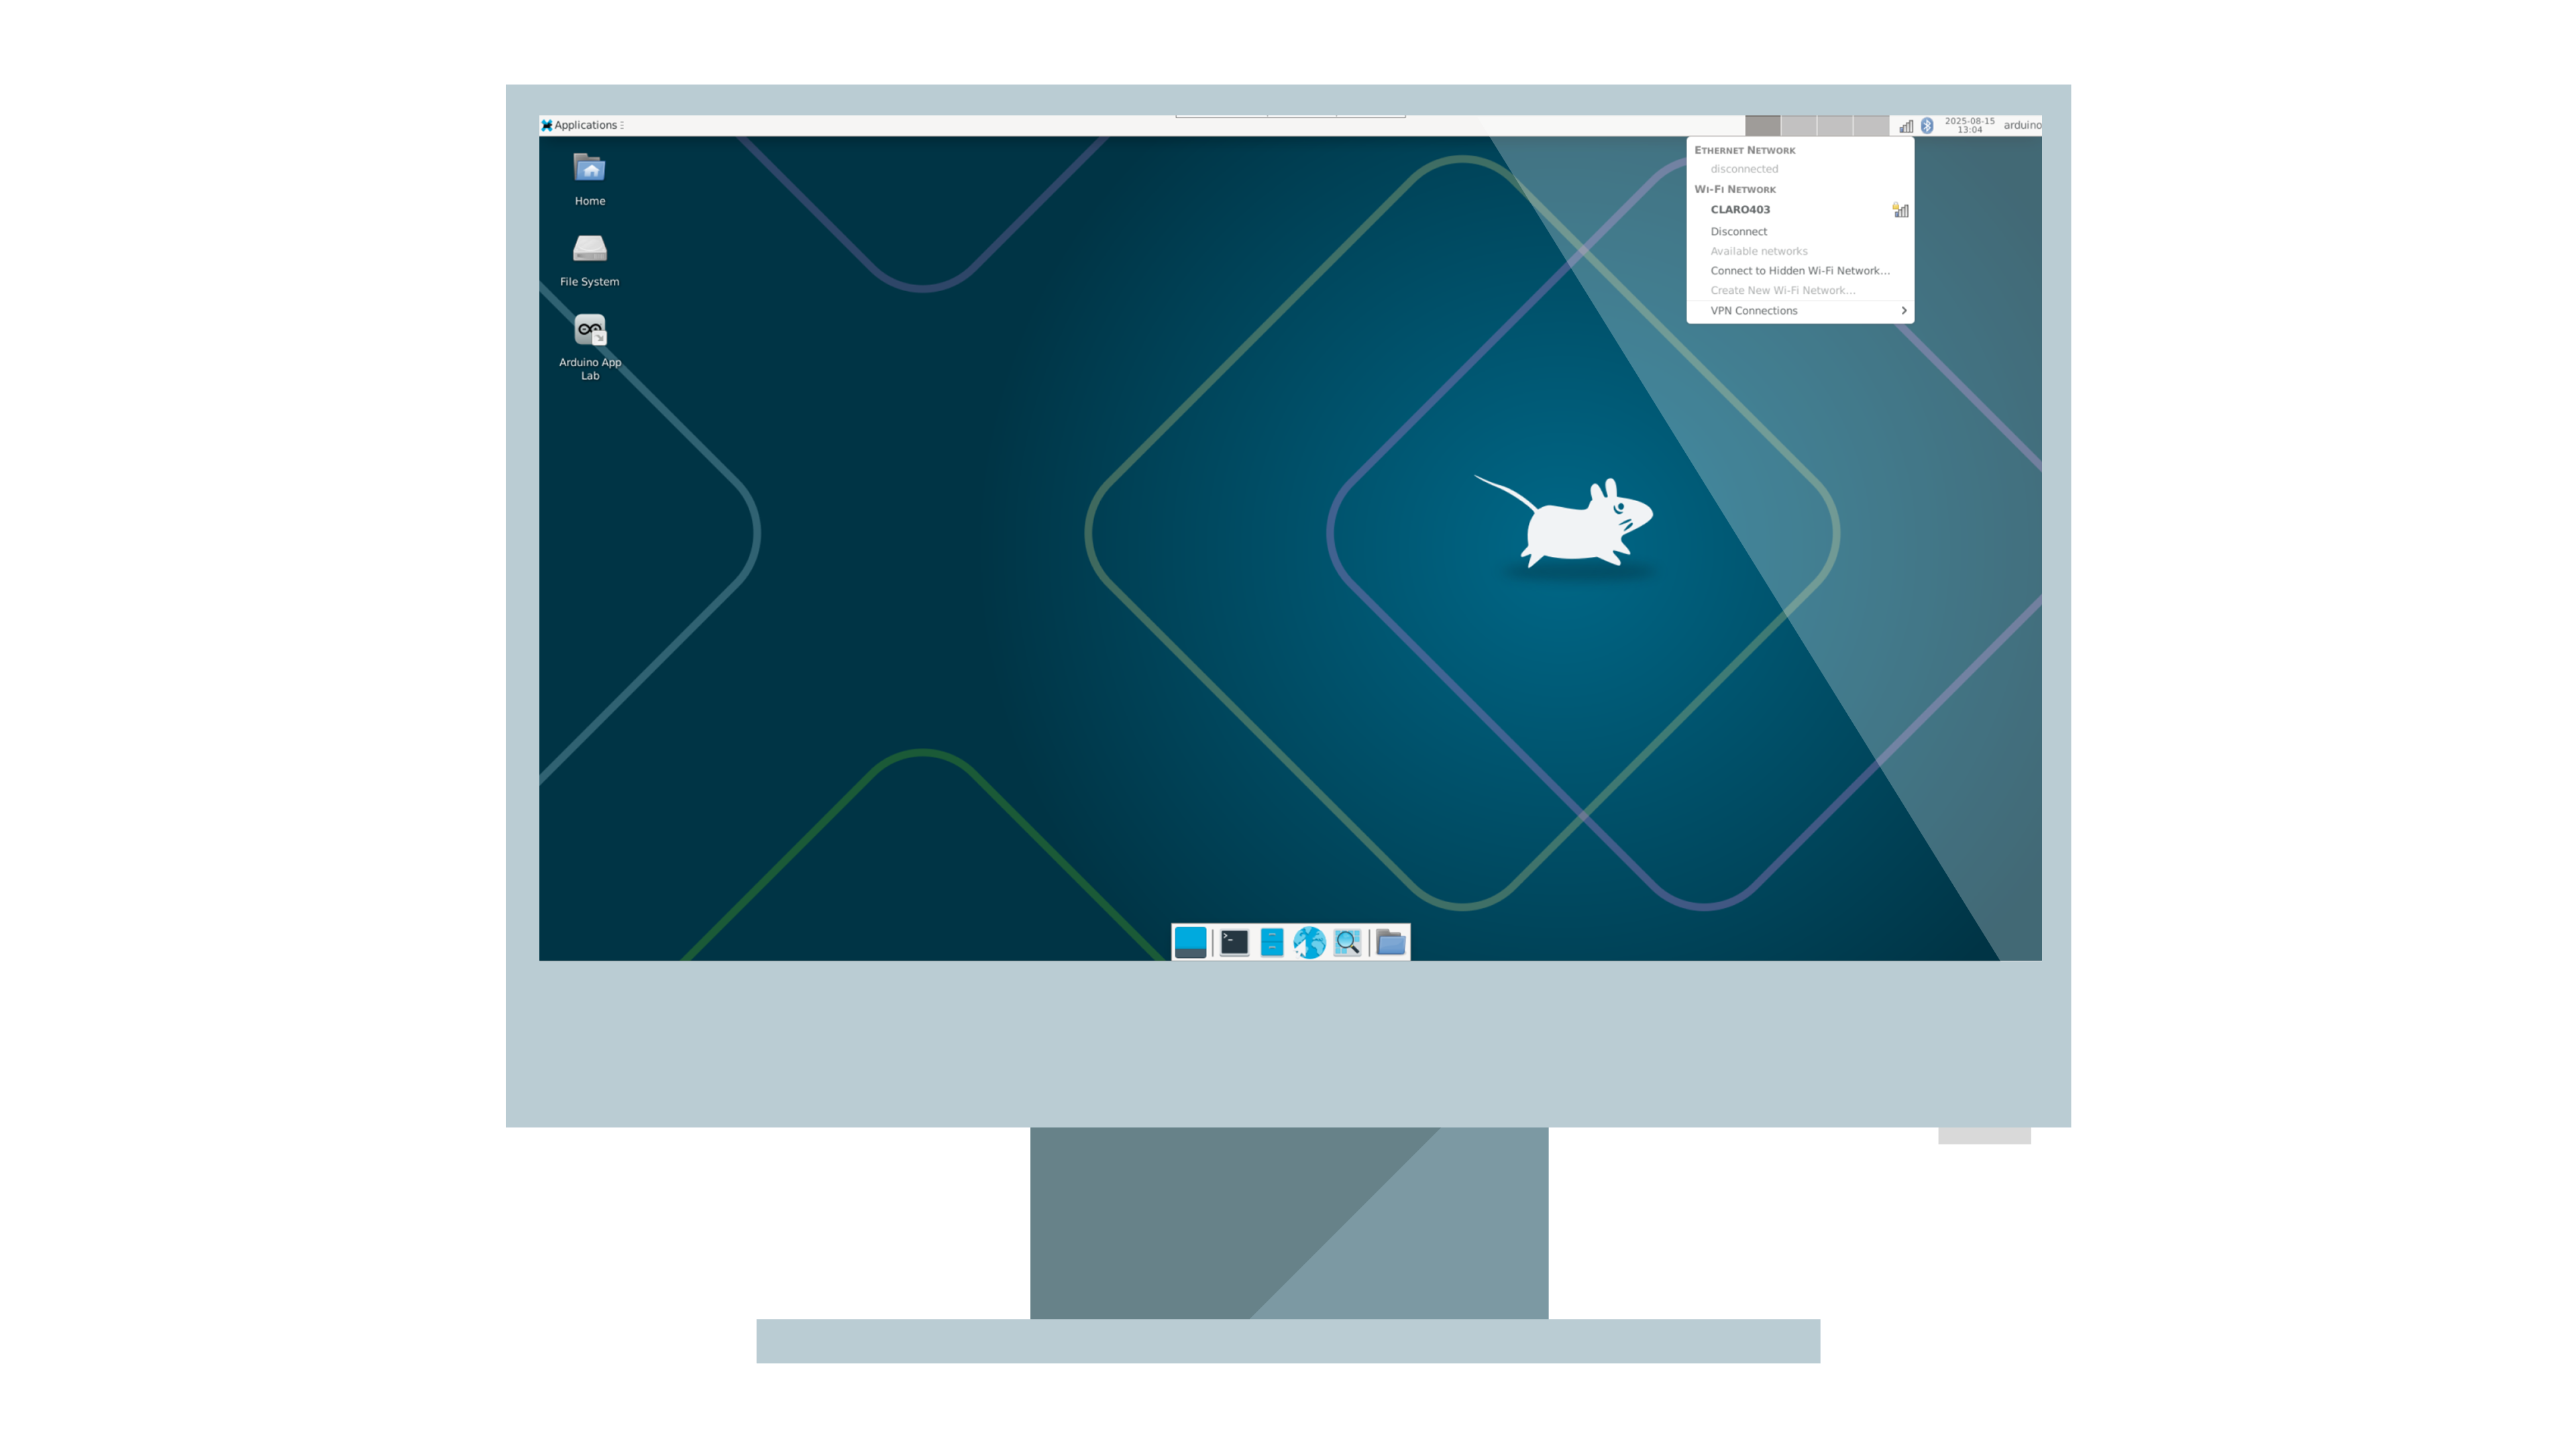 Applications
2025-08-15
13:04
arduino
Home
File System
Arduino App
Lab
ETHERNET NETWORK
disconnected
WI-FI NETWORK
CLARO403
Disconnect
Available networks
Connect to Hidden Wi-Fi Network...
Create New Wi-Fi Network...
VPN Connections